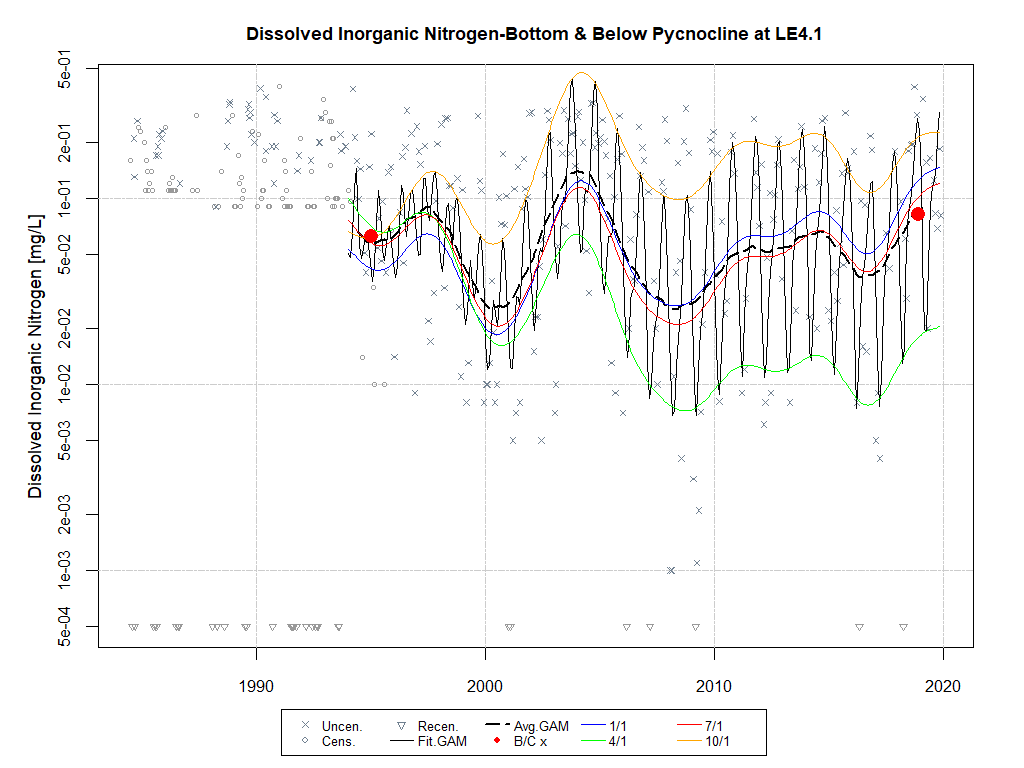 Dissolved Inorganic Nitrogen-Bottom & Below Pycnocline at LE4.1
Dissolved Inorganic Nitrogen [mg/L]
5e-01
2e-01
1e-01
5e-02
2e-02
1e-02
5e-03
2e-03
1e-03
5e-04
1990 2000 2010 2020
Uncen. Recen. Avg.GAM 1/1 7/1
Cens. Fit.GAM B/C x 4/1 10/1